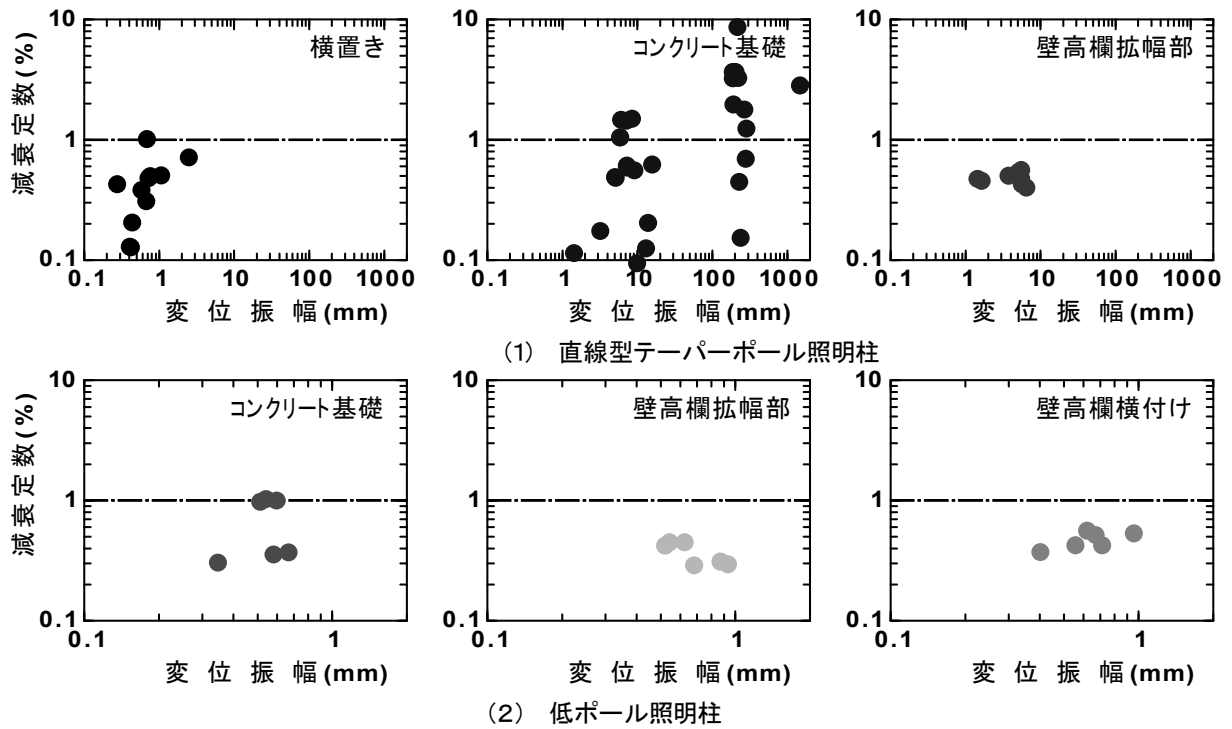 減衰定数(%)
10
1
0.1
横置き
0.1 1 10 100 1000
変位振幅(mm)
コンクリート基礎
10
1
0.1
0.1 1 10 100 1000
変位振幅(mm)
壁高欄拡幅部
10
1
0.1
0.1 1 10 100 1000
変位振幅(mm)
(1) 直線型テーパーポール照明柱
減衰定数(%)
10
1
0.1
コンクリート基礎
0.1 1
変位振幅(mm)
壁高欄拡幅部
10
1
0.1
0.1 1
変位振幅(mm)
壁高欄横付け
10
1
0.1
0.1 1
変位振幅(mm)
(2) 低ポール照明柱